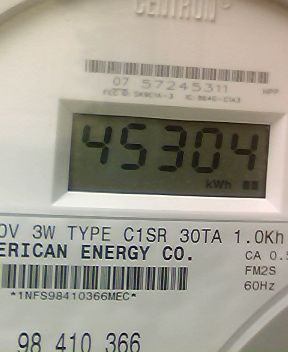 CENTRON
07 57245311
45304
kWh
0V 3W TYPE C1SR 30TA 1.0Kh
ERICAN ENERGY CO. CA 0.5
FM2S
*1NFS98410366MEC* 60Hz
98 410 366